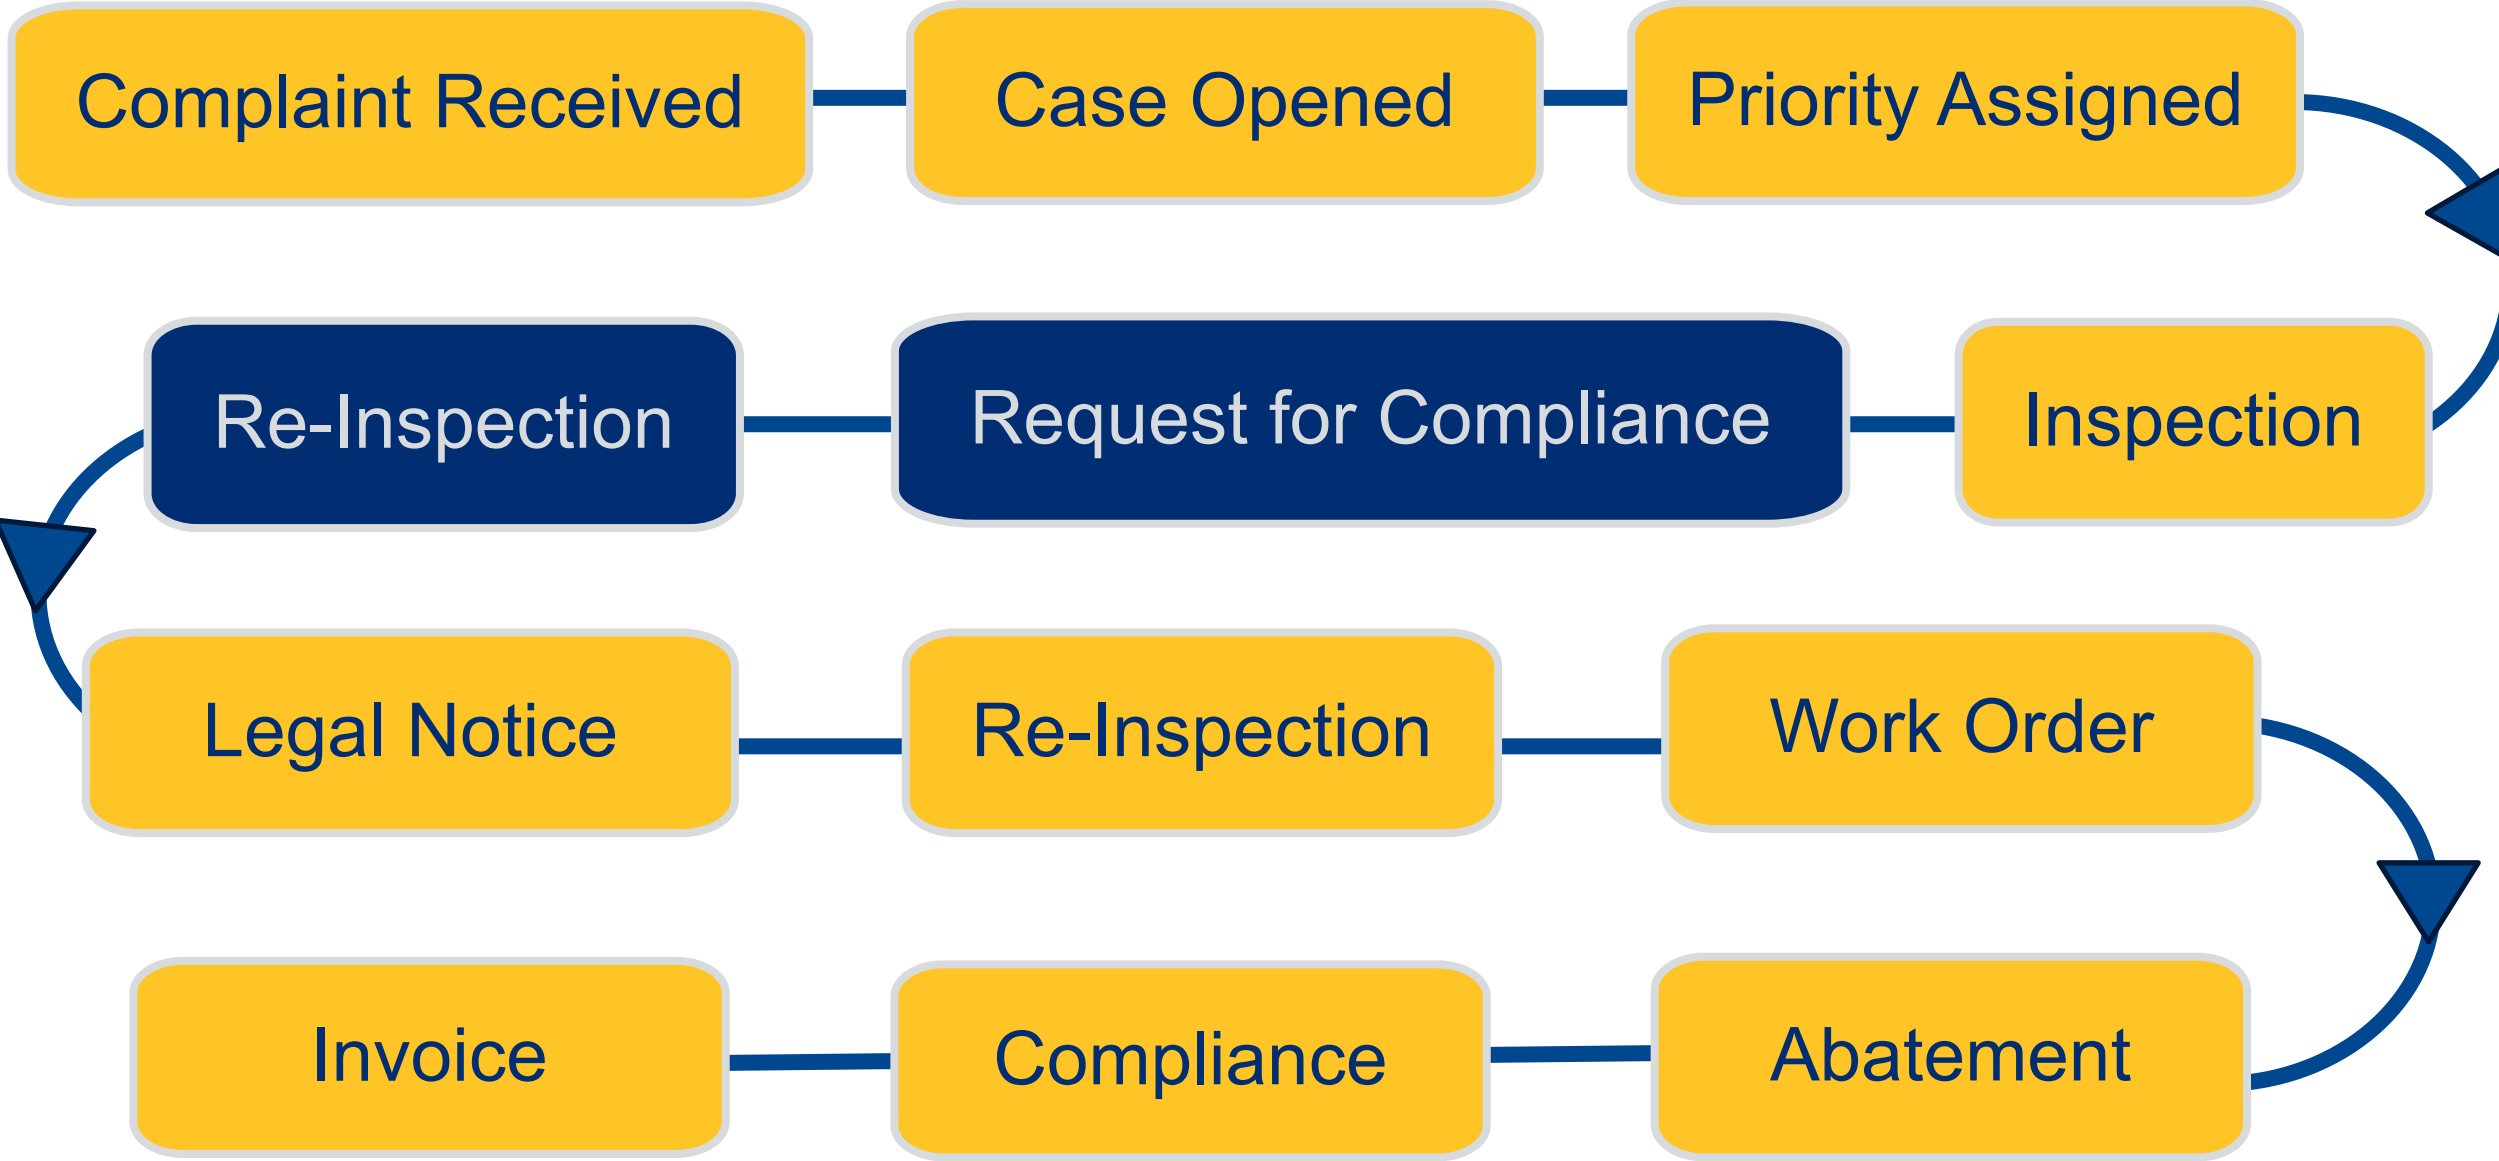 Complaint Received
Case Opened
Priority Assigned
Re-Inspection
Request for Compliance
Inspection
Legal Notice
Re-Inspection
Work Order
Invoice
Compliance
Abatement